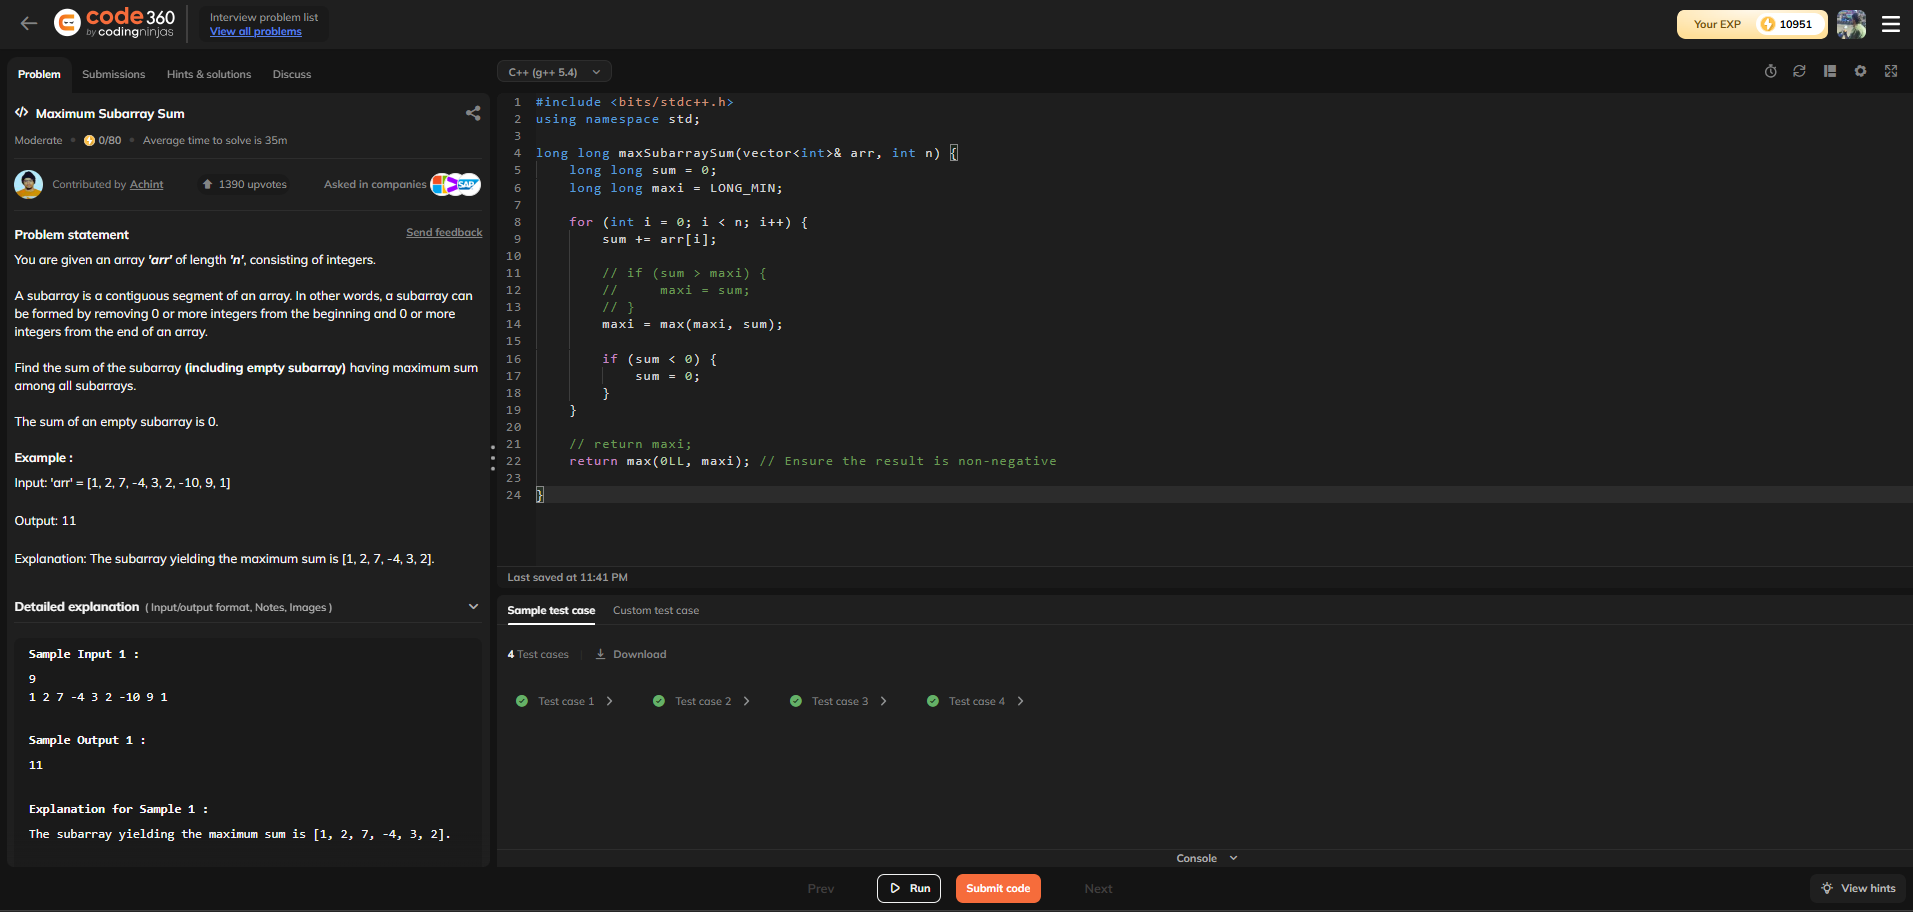 code360
by codingninjas
Interview problem list
View all problems
Your EXP 10951
Problem Submissions Hints & solutions Discuss
Maximum Subarray Sum
Moderate • 0/80 • Average time to solve is 35m
Contributed by Achint 1390 upvotes Asked in companies SAP
Problem statement Send feedback
You are given an array 'arr' of length 'n', consisting of integers.
A subarray is a contiguous segment of an array. In other words, a subarray can
be formed by removing 0 or more integers from the beginning and 0 or more
integers from the end of an array.
Find the sum of the subarray (including empty subarray) having maximum sum
among all subarrays.
The sum of an empty subarray is 0.
Example :
Input: 'arr' = [1, 2, 7, -4, 3, 2, -10, 9, 1]
Output: 11
Explanation: The subarray yielding the maximum sum is [1, 2, 7, -4, 3, 2].
Detailed explanation ( Input/output format, Notes, Images )
Sample Input 1 :
9
1 2 7 -4 3 2 -10 9 1
Sample Output 1 :
11
Explanation for Sample 1 :
The subarray yielding the maximum sum is [1, 2, 7, -4, 3, 2].
C++ (g++ 5.4)
1 #include <bits/stdc++.h>
2 using namespace std;
3
4 long long maxSubarraySum(vector<int>& arr, int n) {
5 long long sum = 0;
6 long long maxi = LONG_MIN;
7
8 for (int i = 0; i < n; i++) {
9 sum += arr[i];
10
11 // if (sum > maxi) {
12 // maxi = sum;
13 // }
14 maxi = max(maxi, sum);
15
16 if (sum < 0) {
17 sum = 0;
18 }
19 }
20
21 // return maxi;
22 return max(0LL, maxi); // Ensure the result is non-negative
23
24 }
Last saved at 11:41 PM
Sample test case Custom test case
4 Test cases Download
Test case 1 Test case 2 Test case 3 Test case 4
Console
Prev Run Submit code Next View hints